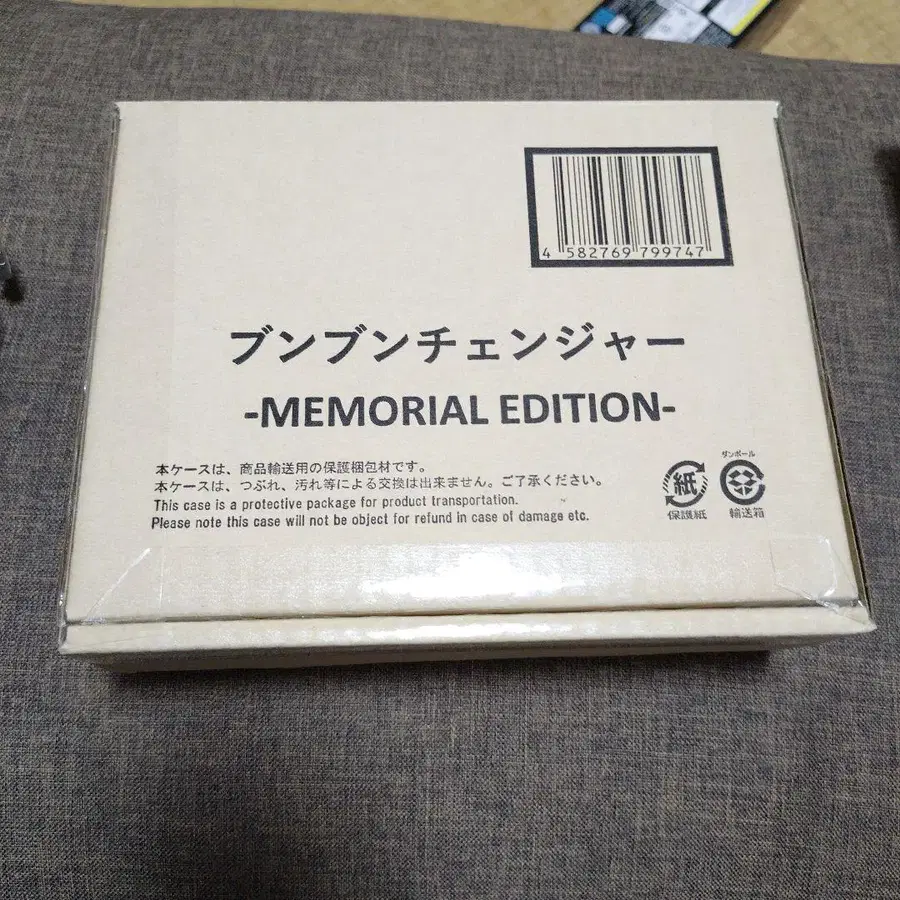 4 582769 799747
ブンブンチェンジャー
-MEMORIAL EDITION-
本ケースは、商品輸送用の保護梱包材です。
本ケースは、つぶれ、汚れ等による交換は出来ません。ご了承ください。
This case is a protective package for product transportation.
Please note this case will not be object for refund in case of damage etc.
紙
保護紙
ダンボール
輸送箱